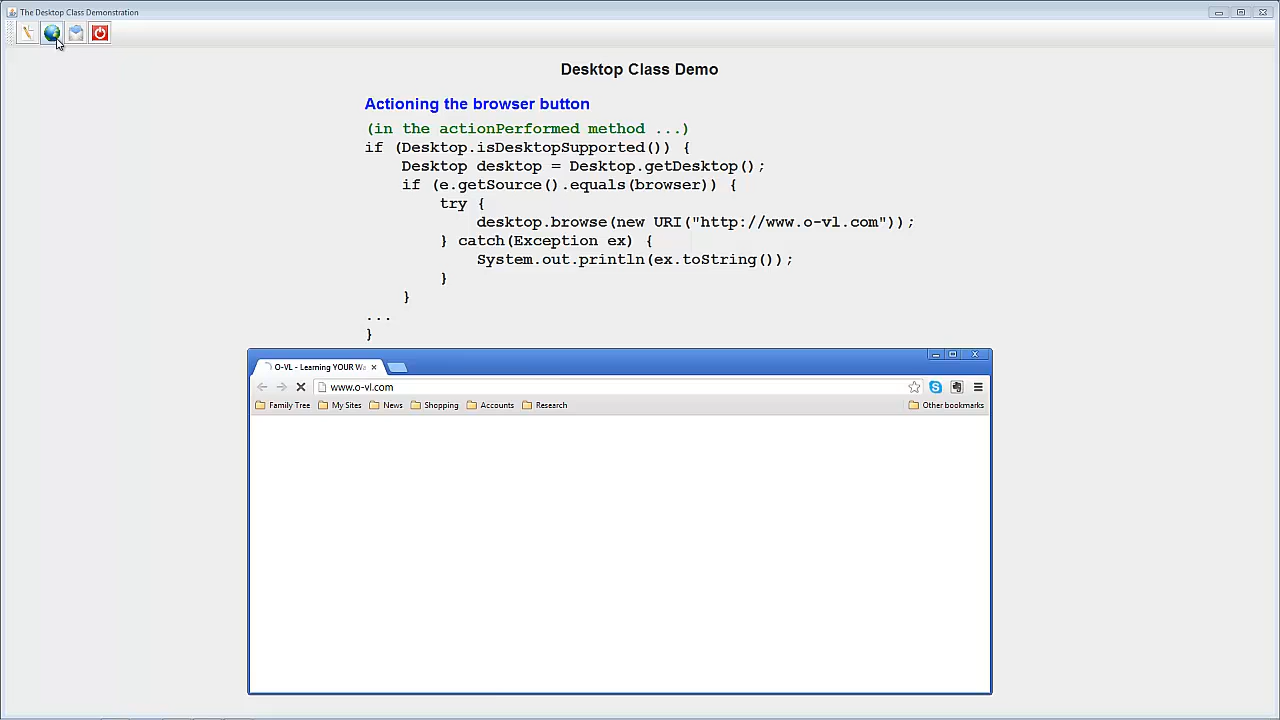 The Desktop Class Demonstration
Desktop Class Demo
Actioning the browser button
(in the actionPerformed method ...)
if (Desktop.isDesktopSupported()) {
    Desktop desktop = Desktop.getDesktop();
    if (e.getSource().equals(browser)) {
        try {
            desktop.browse(new URI("http://www.o-vl.com"));
        } catch(Exception ex) {
            System.out.println(ex.toString());
        }
    }
...
}
O-VL - Learning YOUR Wa
www.o-vl.com
Family Tree My Sites News Shopping Accounts Research Other bookmarks